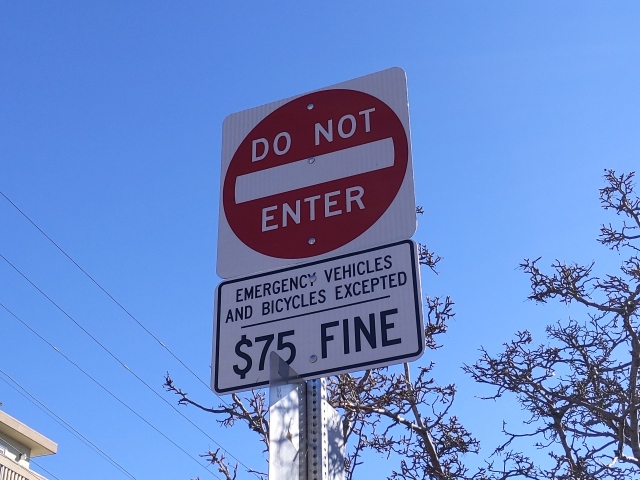 DO NOT
ENTER
EMERGENCY VEHICLES
AND BICYCLES EXCEPTED
$75 FINE